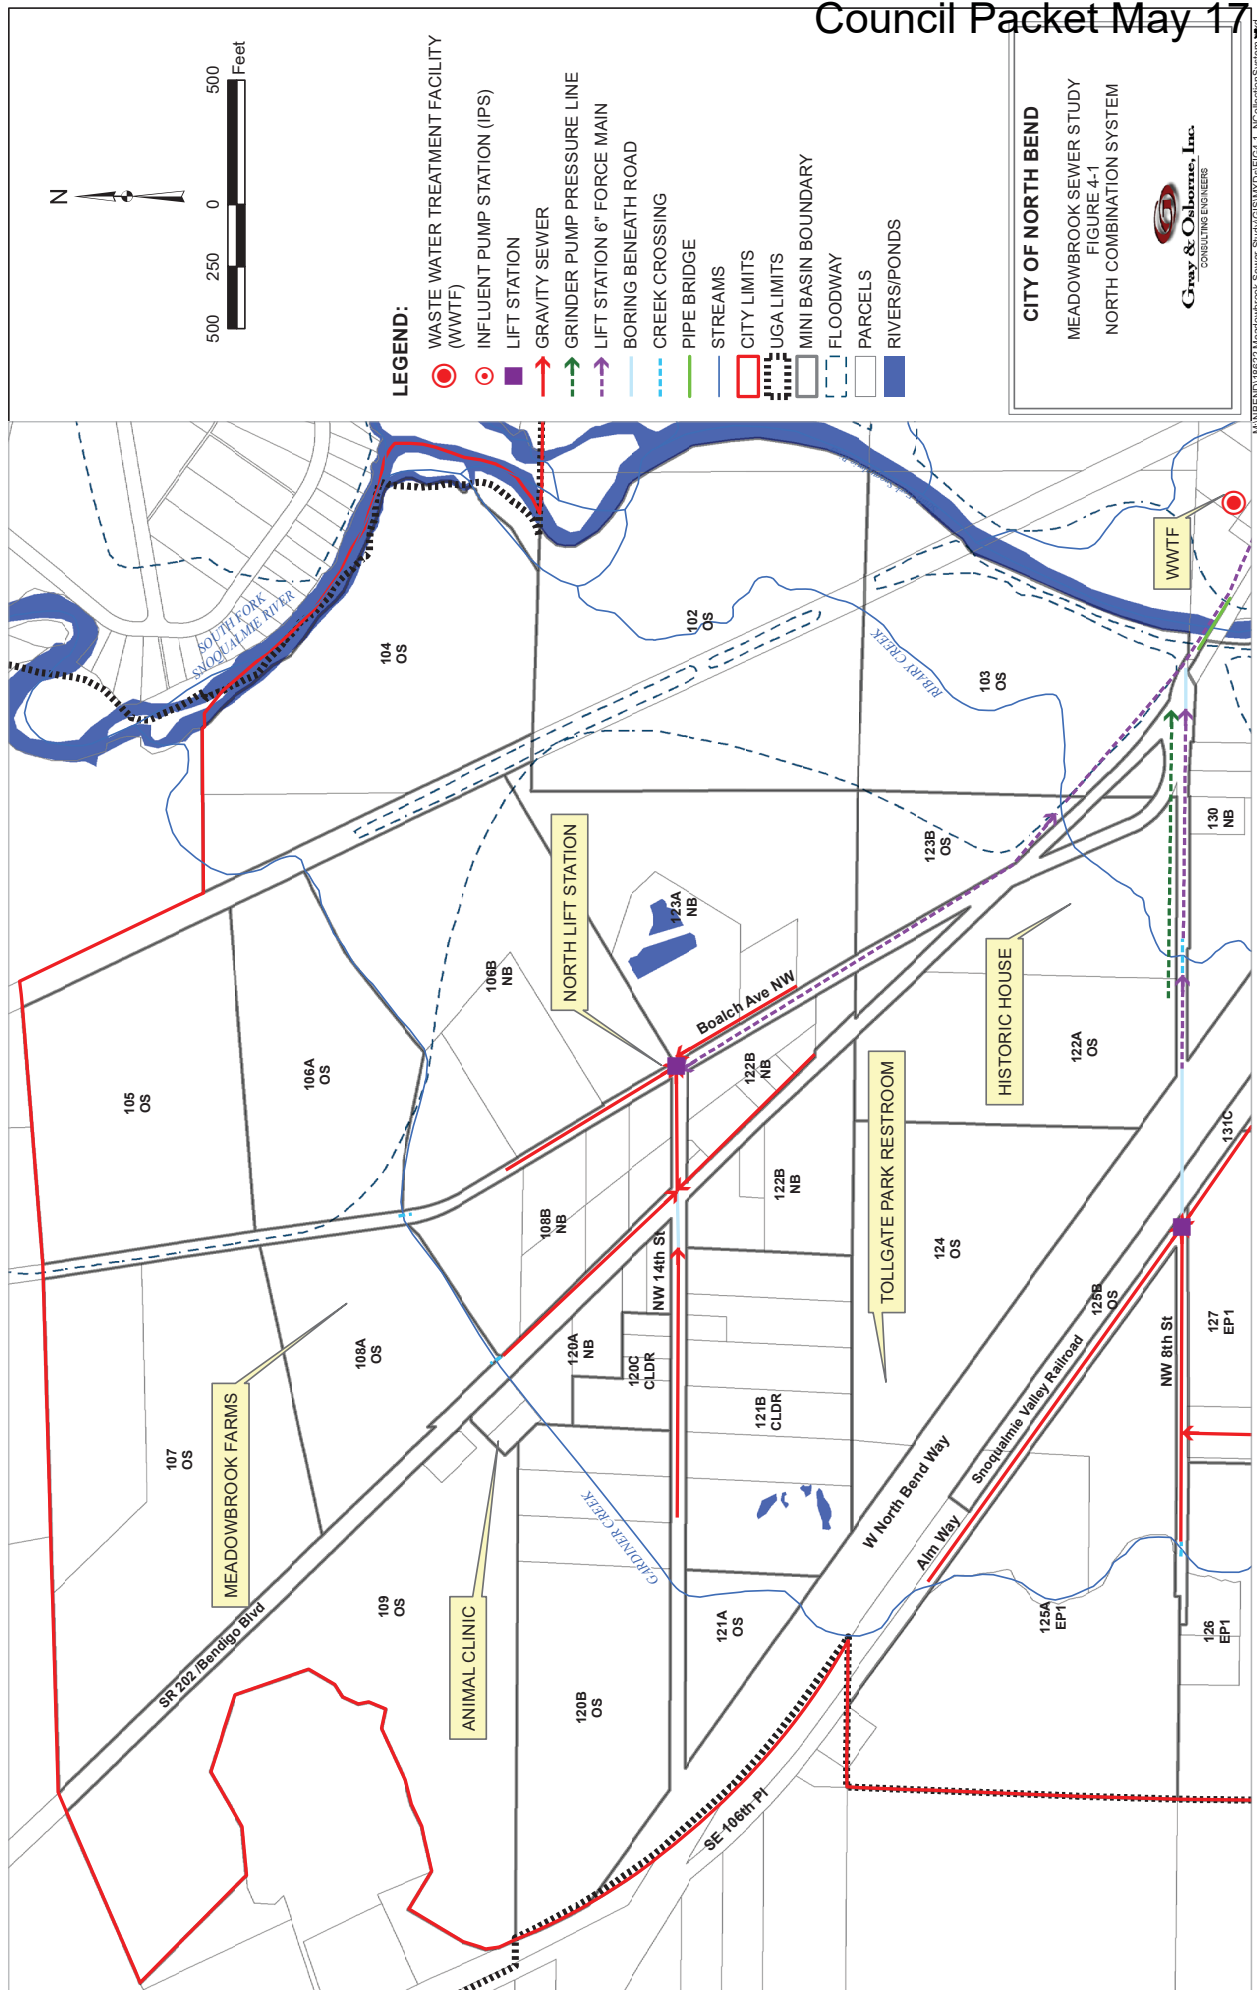 Council Packet May 17
N
500
250
0
500
Feet
LEGEND:
WASTE WATER TREATMENT FACILITY
(WWTF)
INFLUENT PUMP STATION (IPS)
LIFT STATION
GRAVITY SEWER
GRINDER PUMP PRESSURE LINE
LIFT STATION 6" FORCE MAIN
BORING BENEATH ROAD
CREEK CROSSING
PIPE BRIDGE
STREAMS
CITY LIMITS
UGA LIMITS
MINI BASIN BOUNDARY
FLOODWAY
PARCELS
RIVERS/PONDS
CITY OF NORTH BEND
MEADOWBROOK SEWER STUDY
FIGURE 4-1
NORTH COMBINATION SYSTEM
Gray & Osborne, Inc.
CONSULTING ENGINEERS
SOUTH FORK
SNOQUALMIE RIVER
104
OS
102
OS
103
OS
RIBARY CREEK
WWTF
105
OS
106A
OS
106B
NB
NORTH LIFT STATION
123A
NB
123B
OS
130
NB
Boalch Ave NW
HISTORIC HOUSE
122A
OS
122B
NB
122B
NB
TOLLGATE PARK RESTROOM
124
OS
131C
108B
NB
NW 14th St
120A
NB
120C
CLDR
121B
CLDR
125B
OS
127
EP1
NW 8th St
Snoqualmie Valley Railroad
W North Bend Way
Alm Way
107
OS
108A
OS
MEADOWBROOK FARMS
109
OS
SR 202 /Bendigo Blvd
ANIMAL CLINIC
GARDINER CREEK
120B
OS
121A
OS
125A
EP1
126
EP1
SE 106th Pl